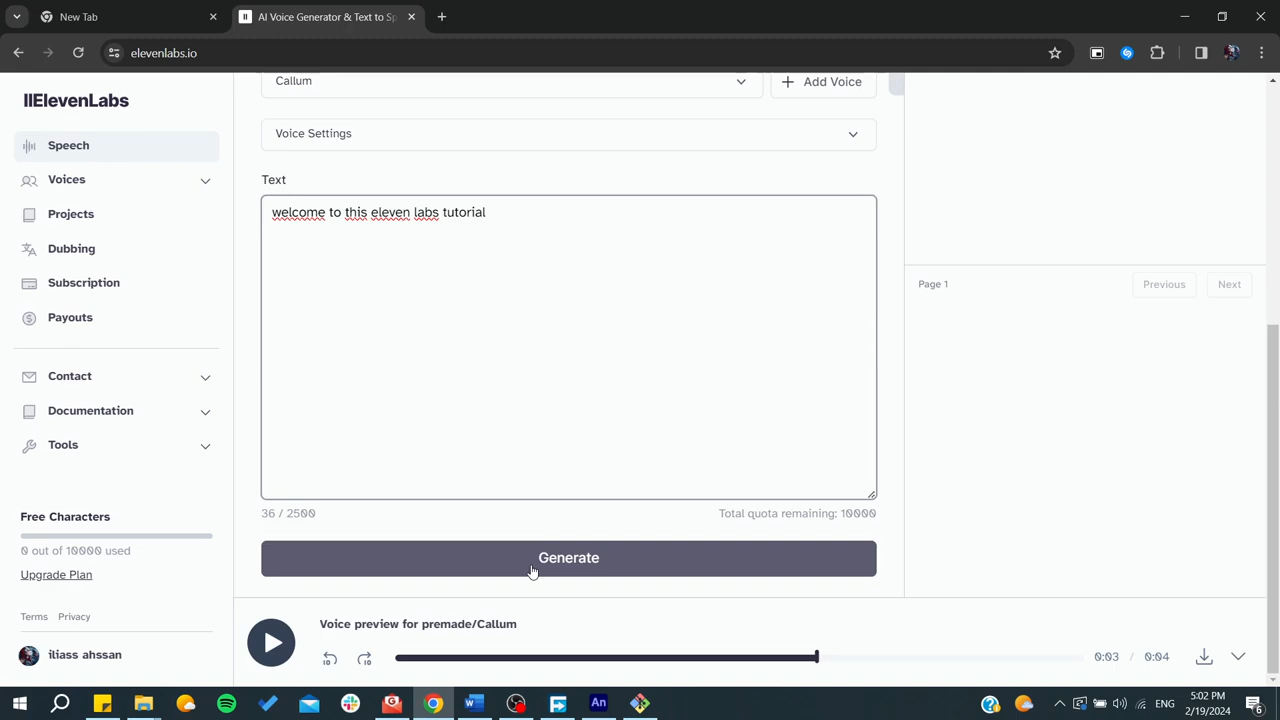 New Tab
AI Voice Generator & Text to Sp
elevenlabs.io
IIElevenLabs
Speech
Voices
Projects
Dubbing
Subscription
Payouts
Contact
Documentation
Tools
Free Characters
0 out of 10000 used
Upgrade Plan
Terms Privacy
iliass ahssan
Callum
Add Voice
Voice Settings
Text
welcome to this eleven labs tutorial
36 / 2500
Total quota remaining: 10000
Generate
Page 1
Previous
Next
Voice preview for premade/Callum
0:03 / 0:04
ENG
5:02 PM
2/19/2024
6